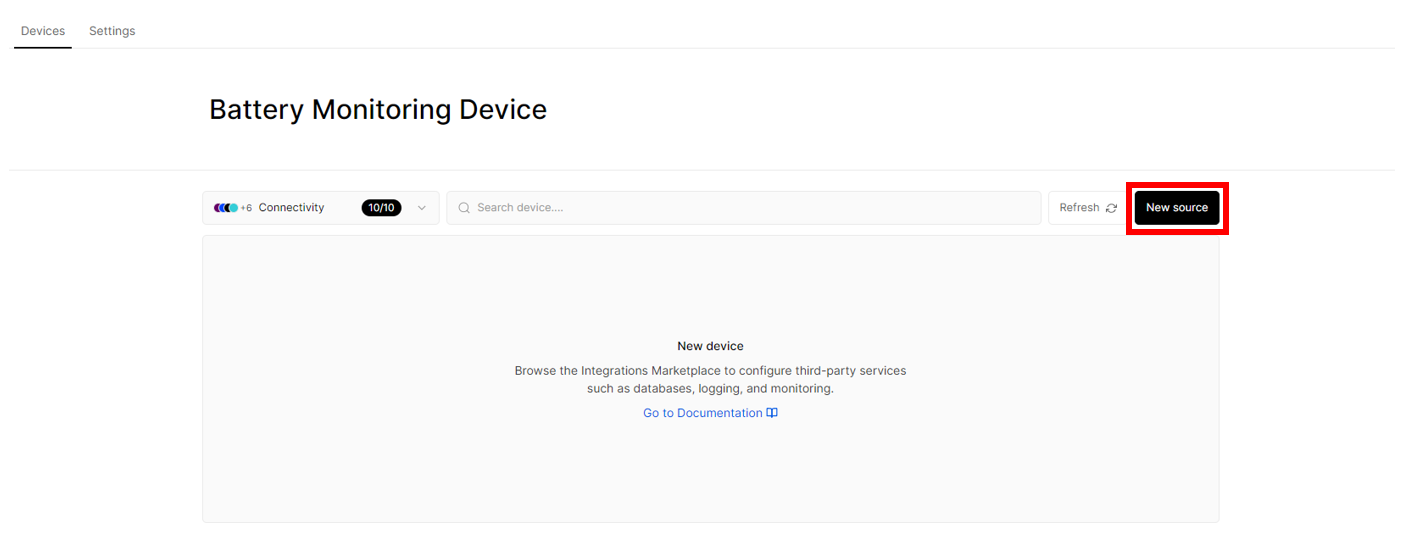 Devices Settings
Battery Monitoring Device
+6 Connectivity 10/10 Search device.... Refresh New source
New device
Browse the Integrations Marketplace to configure third-party services
such as databases, logging, and monitoring.
Go to Documentation